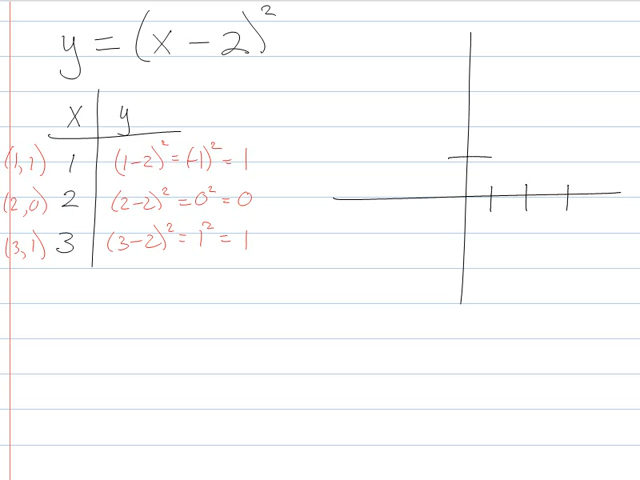 y = (x - 2)²
x y
(1, 1) 1 (1-2)² = (-1)² = 1
(2, 0) 2 (2-2)² = 0² = 0
(3, 1) 3 (3-2)² = 1² = 1